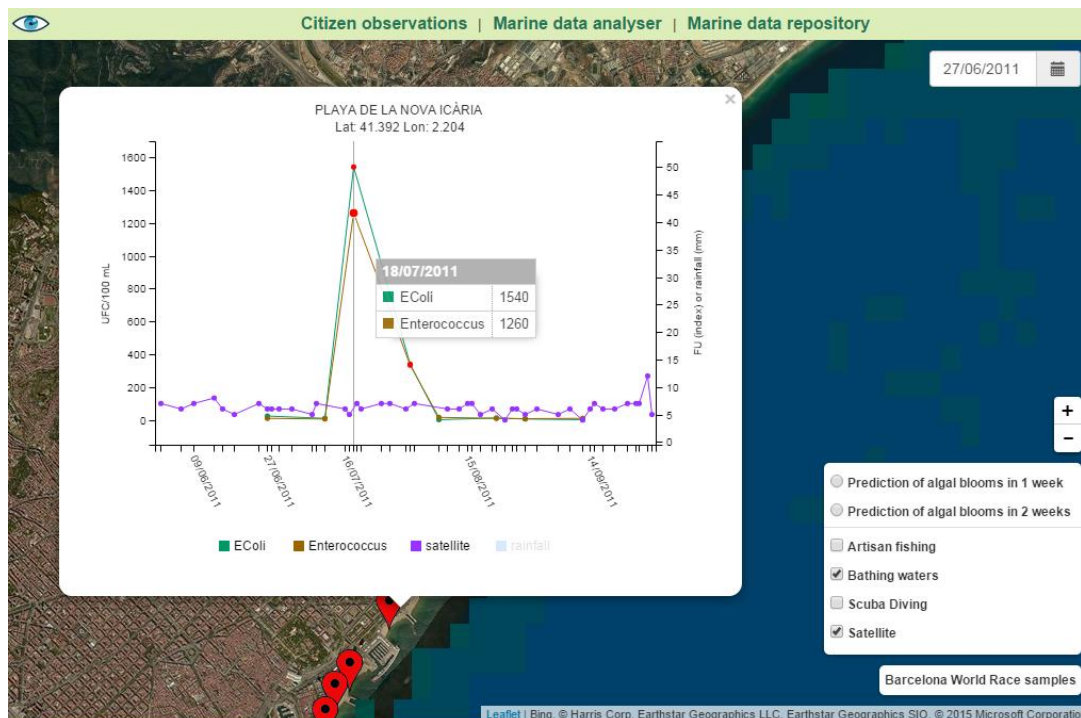 Citizen observations | Marine data analyser | Marine data repository
27/06/2011
×
PLAYA DE LA NOVA ICÀRIA
Lat: 41.392 Lon: 2.204
1600
1400
1200
1000
800
600
400
200
0
UFC/100 mL
50
45
40
35
30
25
20
15
10
5
0
FU (index) or rainfall (mm)
18/07/2011
EColi 1540
Enterococcus 1260
09/06/2011
27/06/2011
16/07/2011
15/08/2011
14/09/2011
EColi Enterococcus satellite rainfall
+
−
Prediction of algal blooms in 1 week
Prediction of algal blooms in 2 weeks
Artisan fishing
Bathing waters
Scuba Diving
Satellite
Barcelona World Race samples
Leaflet | Bing, © Harris Corp, Earthstar Geographics LLC, Earthstar Geographics SIO, © 2015 Microsoft Corporatio